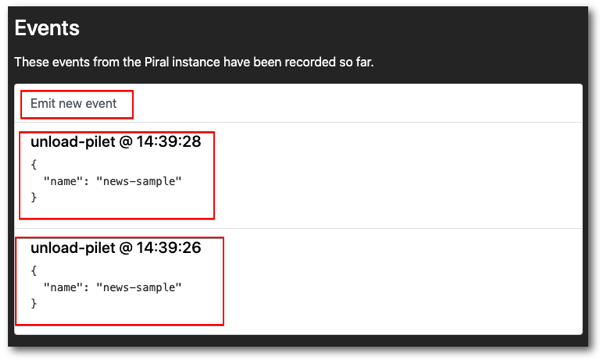 Events
These events from the Piral instance have been recorded so far.
Emit new event
unload-pilet @ 14:39:28
{
"name": "news-sample"
}
unload-pilet @ 14:39:26
{
"name": "news-sample"
}